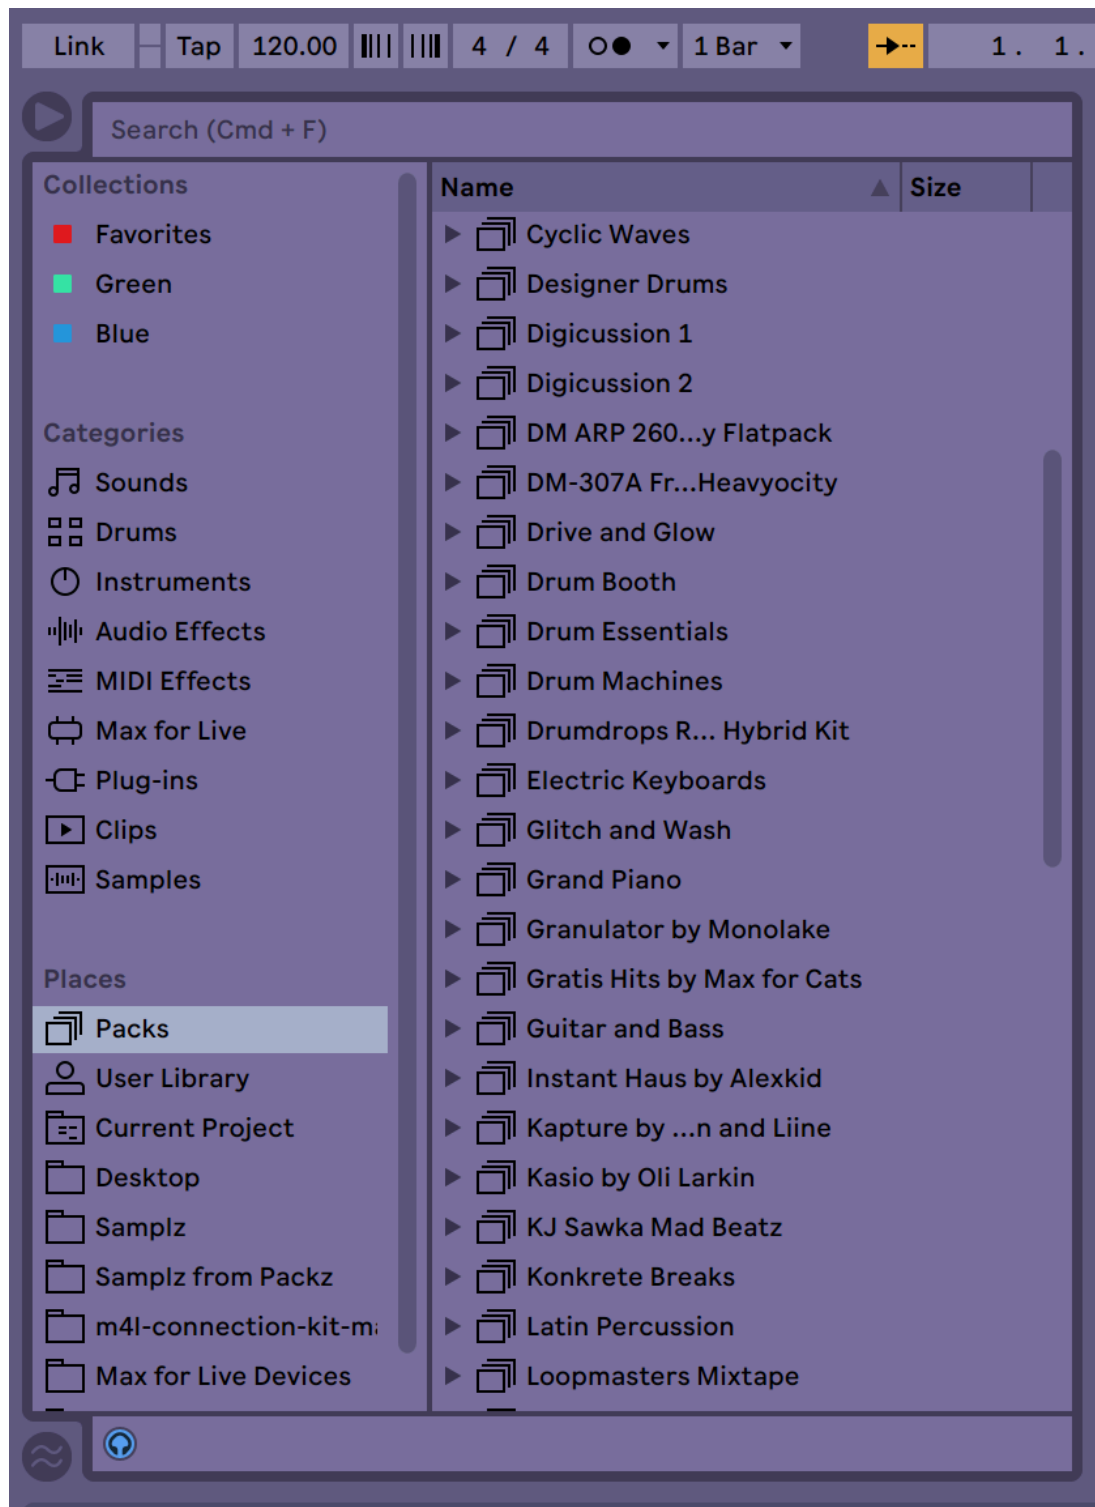 Link Tap 120.00 4 / 4 1 Bar 1. 1.
Search (Cmd + F)
Collections
Favorites
Green
Blue
Categories
Sounds
Drums
Instruments
Audio Effects
MIDI Effects
Max for Live
Plug-ins
Clips
Samples
Places
Packs
User Library
Current Project
Desktop
Samplz
Samplz from Packz
m4l-connection-kit-m
Max for Live Devices
Name Size
Cyclic Waves
Designer Drums
Digicussion 1
Digicussion 2
DM ARP 260...y Flatpack
DM-307A Fr...Heavyocity
Drive and Glow
Drum Booth
Drum Essentials
Drum Machines
Drumdrops R... Hybrid Kit
Electric Keyboards
Glitch and Wash
Grand Piano
Granulator by Monolake
Gratis Hits by Max for Cats
Guitar and Bass
Instant Haus by Alexkid
Kapture by ...n and Liine
Kasio by Oli Larkin
KJ Sawka Mad Beatz
Konkrete Breaks
Latin Percussion
Loopmasters Mixtape